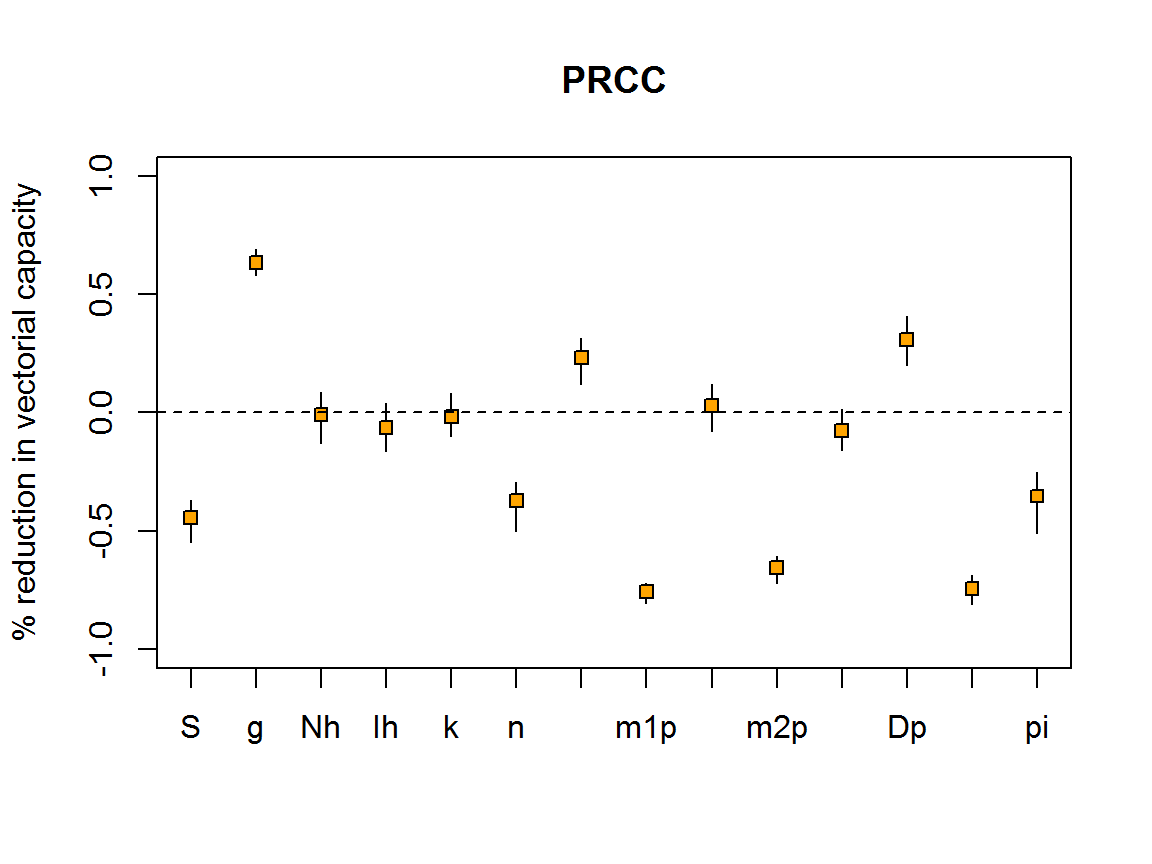 PRCC
% reduction in vectorial capacity
1.0
0.5
0.0
-0.5
-1.0
S g Nh Ih k n m1p m2p Dp pi